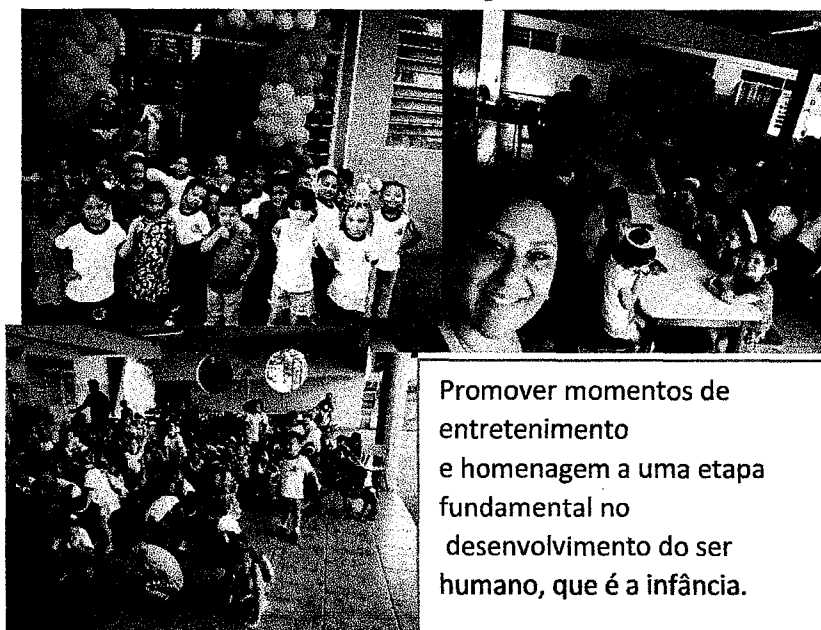 Promover momentos de
entretenimento
e homenagem a uma etapa
fundamental no
desenvolvimento do ser
humano, que é a infância.